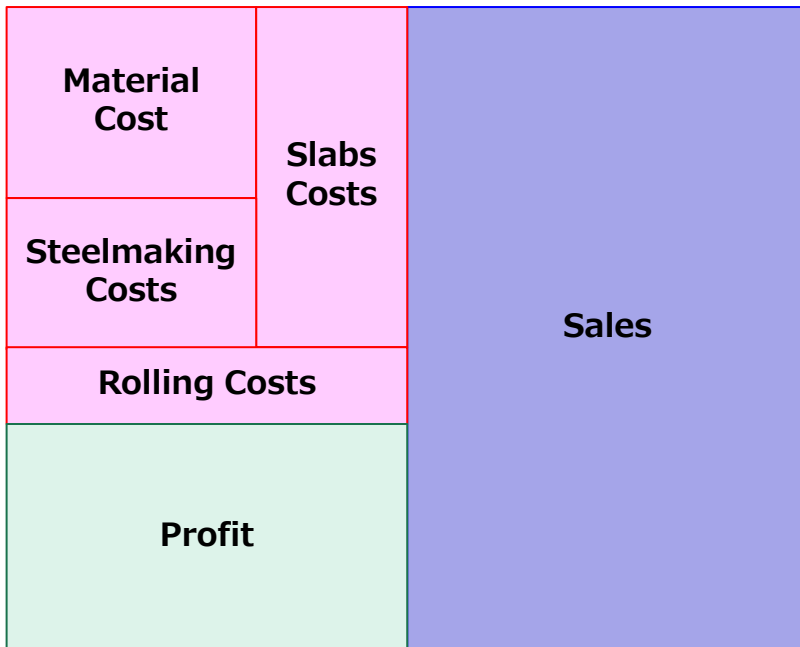 Material
Cost
Slabs
Costs
Steelmaking
Costs
Sales
Rolling Costs
Profit